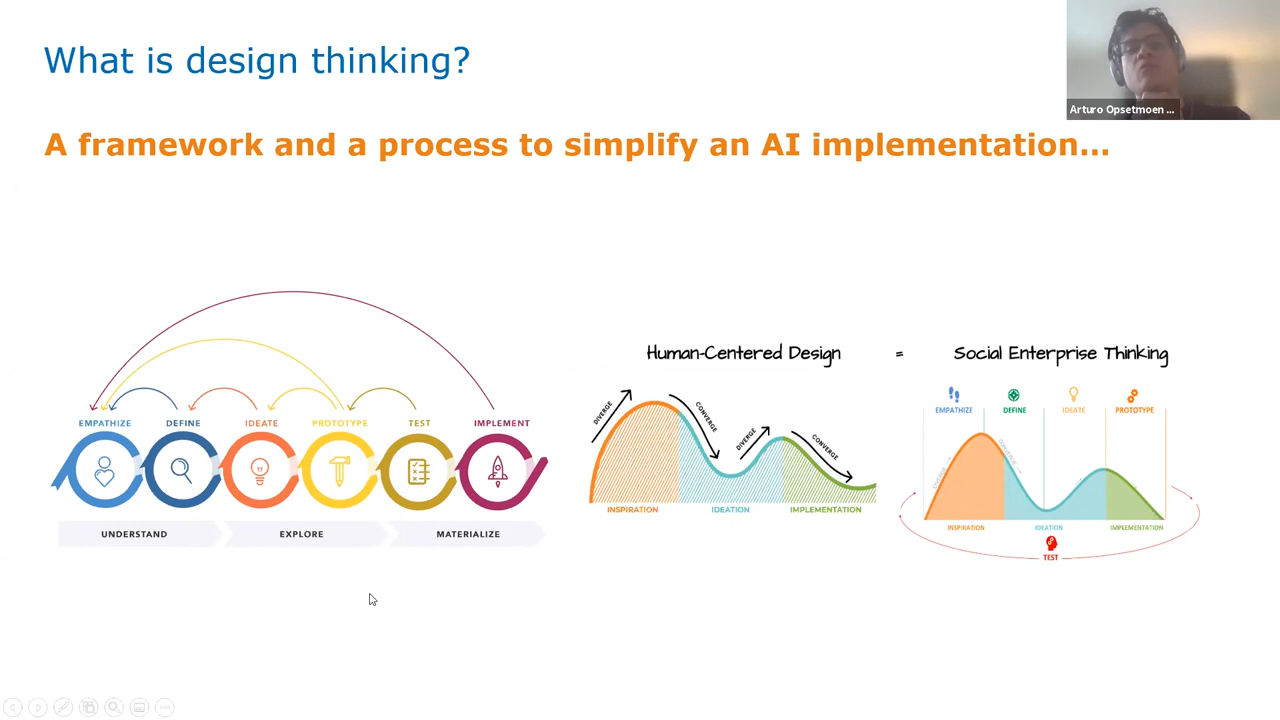 What is design thinking?
Arturo Opsetmoen ...
A framework and a process to simplify an AI implementation...
EMPATHIZE DEFINE IDEATE PROTOTYPE TEST IMPLEMENT
UNDERSTAND EXPLORE MATERIALIZE
Human-Centered Design = Social Enterprise Thinking
DIVERGE CONVERGE DIVERGE CONVERGE
INSPIRATION IDEATION IMPLEMENTATION
EMPATHIZE DEFINE IDEATE PROTOTYPE
DIVERGE CONVERGE
INSPIRATION IDEATION IMPLEMENTATION
TEST